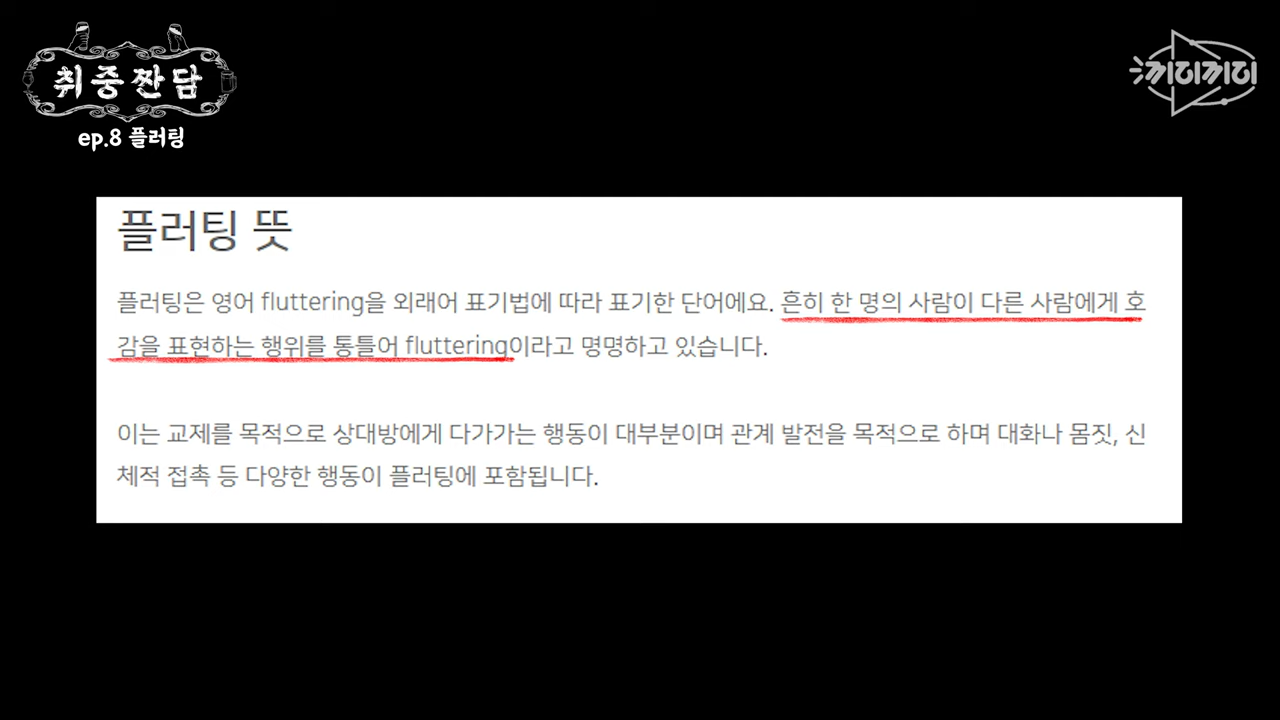 취중짠담
ep.8 플러팅
끼리끼리
플러팅 뜻
플러팅은 영어 fluttering을 외래어 표기법에 따라 표기한 단어에요. 흔히 한 명의 사람이 다른 사람에게 호
감을 표현하는 행위를 통틀어 fluttering이라고 명명하고 있습니다.
이는 교제를 목적으로 상대방에게 다가가는 행동이 대부분이며 관계 발전을 목적으로 하며 대화나 몸짓, 신
체적 접촉 등 다양한 행동이 플러팅에 포함됩니다.